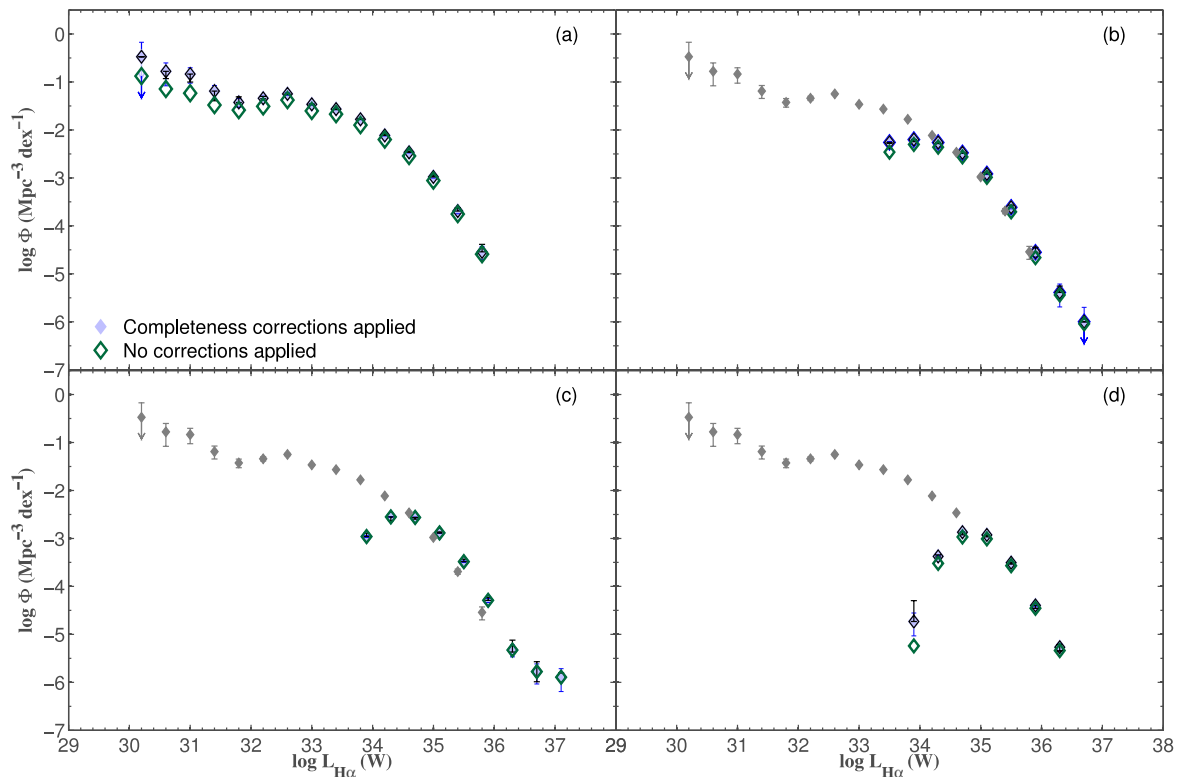 (a)
(b)
0
−1
−2
−3
−4
−5
−6
−7
log Φ (Mpc⁻³ dex⁻¹)
Completeness corrections applied
No corrections applied
(c)
(d)
0
−1
−2
−3
−4
−5
−6
−7
log Φ (Mpc⁻³ dex⁻¹)
29 30 31 32 33 34 35 36 37 29 30 31 32 33 34 35 36 37 38
log L_Hα (W)
log L_Hα (W)